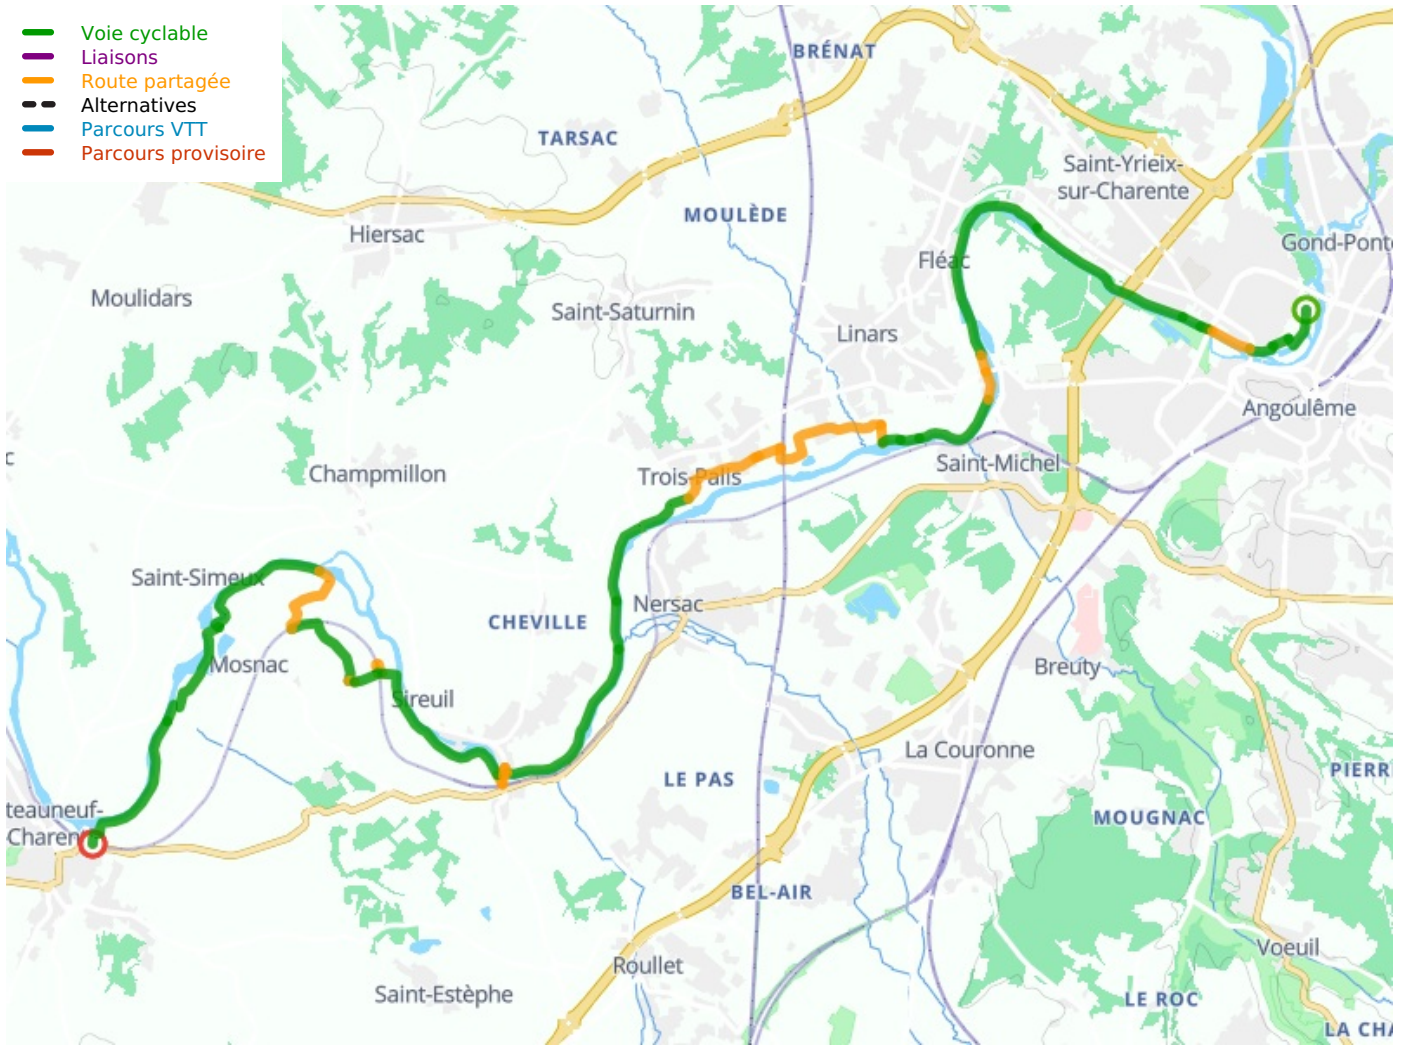 Voie cyclable
Liaisons
Route partagée
Alternatives
Parcours VTT
Parcours provisoire
BRÉNAT
TARSAC
Saint-Yrieix-
sur-Charente
MOULÈDE
Hiersac
Gond-Ponto
Fléac
Moulidars
Saint-Saturnin
Linars
Angoulême
c
Champmillon
Trois-Palis
Saint-Michel
Saint-Simeux
Nersac
CHEVILLE
Mosnac
Breuty
Sireuil
La Couronne
LE PAS
PIERRI
teauneuf-
Charen
MOUGNAC
BEL-AIR
Voeuil
Roullet
Saint-Estèphe
LE ROC
LA CHA